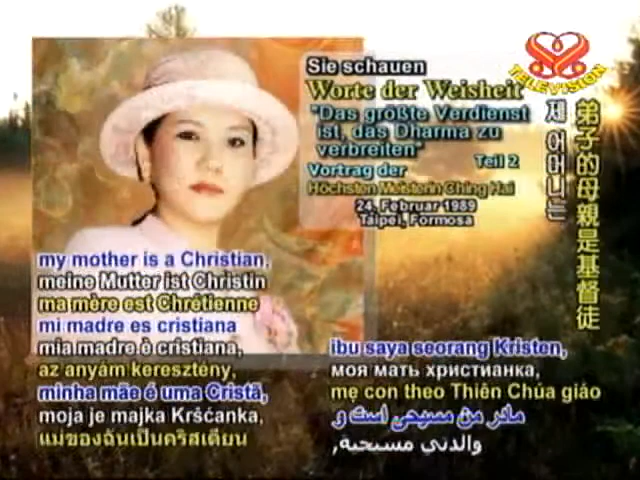 Sie schauen
Worte der Weisheit
"Das größte Verdienst
ist, das Dharma zu
verbreiten"
Teil 2
Vortrag der
Höchsten Meisterin Ching Hai
24. Februar 1989
Taipei, Formosa
TELEVISION
제 어머니는
弟子的母親是基督徒
my mother is a Christian,
meine Mutter ist Christin
ma mère est Chrétienne
mi madre es cristiana
mia madre è cristiana,
az anyám keresztény,
minha mãe é uma Cristã,
moja je majka Kršćanka,
แม่ของฉันเป็นคริสเตียน
ibu saya seorang Kristen,
моя мать христианка,
mẹ con theo Thiên Chúa giáo
مادر من مسیحی است و
والدتي مسيحية,